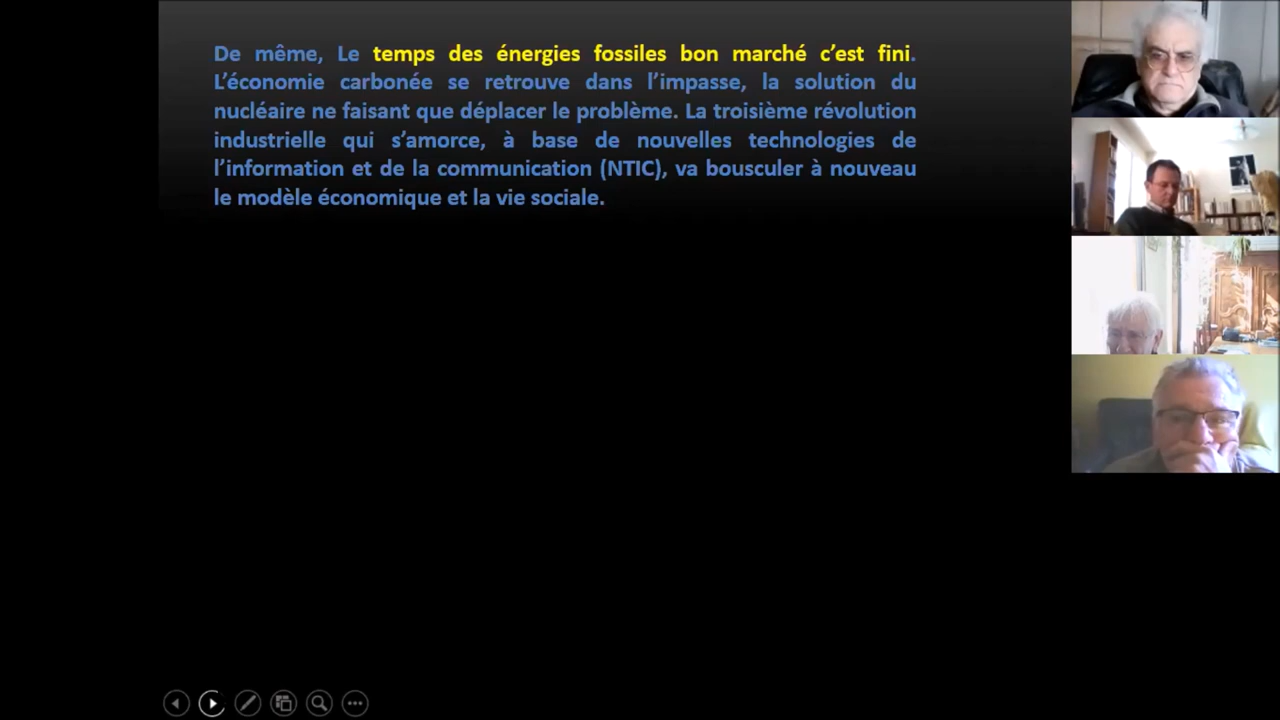 De même, Le temps des énergies fossiles bon marché c’est fini.
L’économie carbonée se retrouve dans l’impasse, la solution du
nucléaire ne faisant que déplacer le problème. La troisième révolution
industrielle qui s’amorce, à base de nouvelles technologies de
l’information et de la communication (NTIC), va bousculer à nouveau
le modèle économique et la vie sociale.